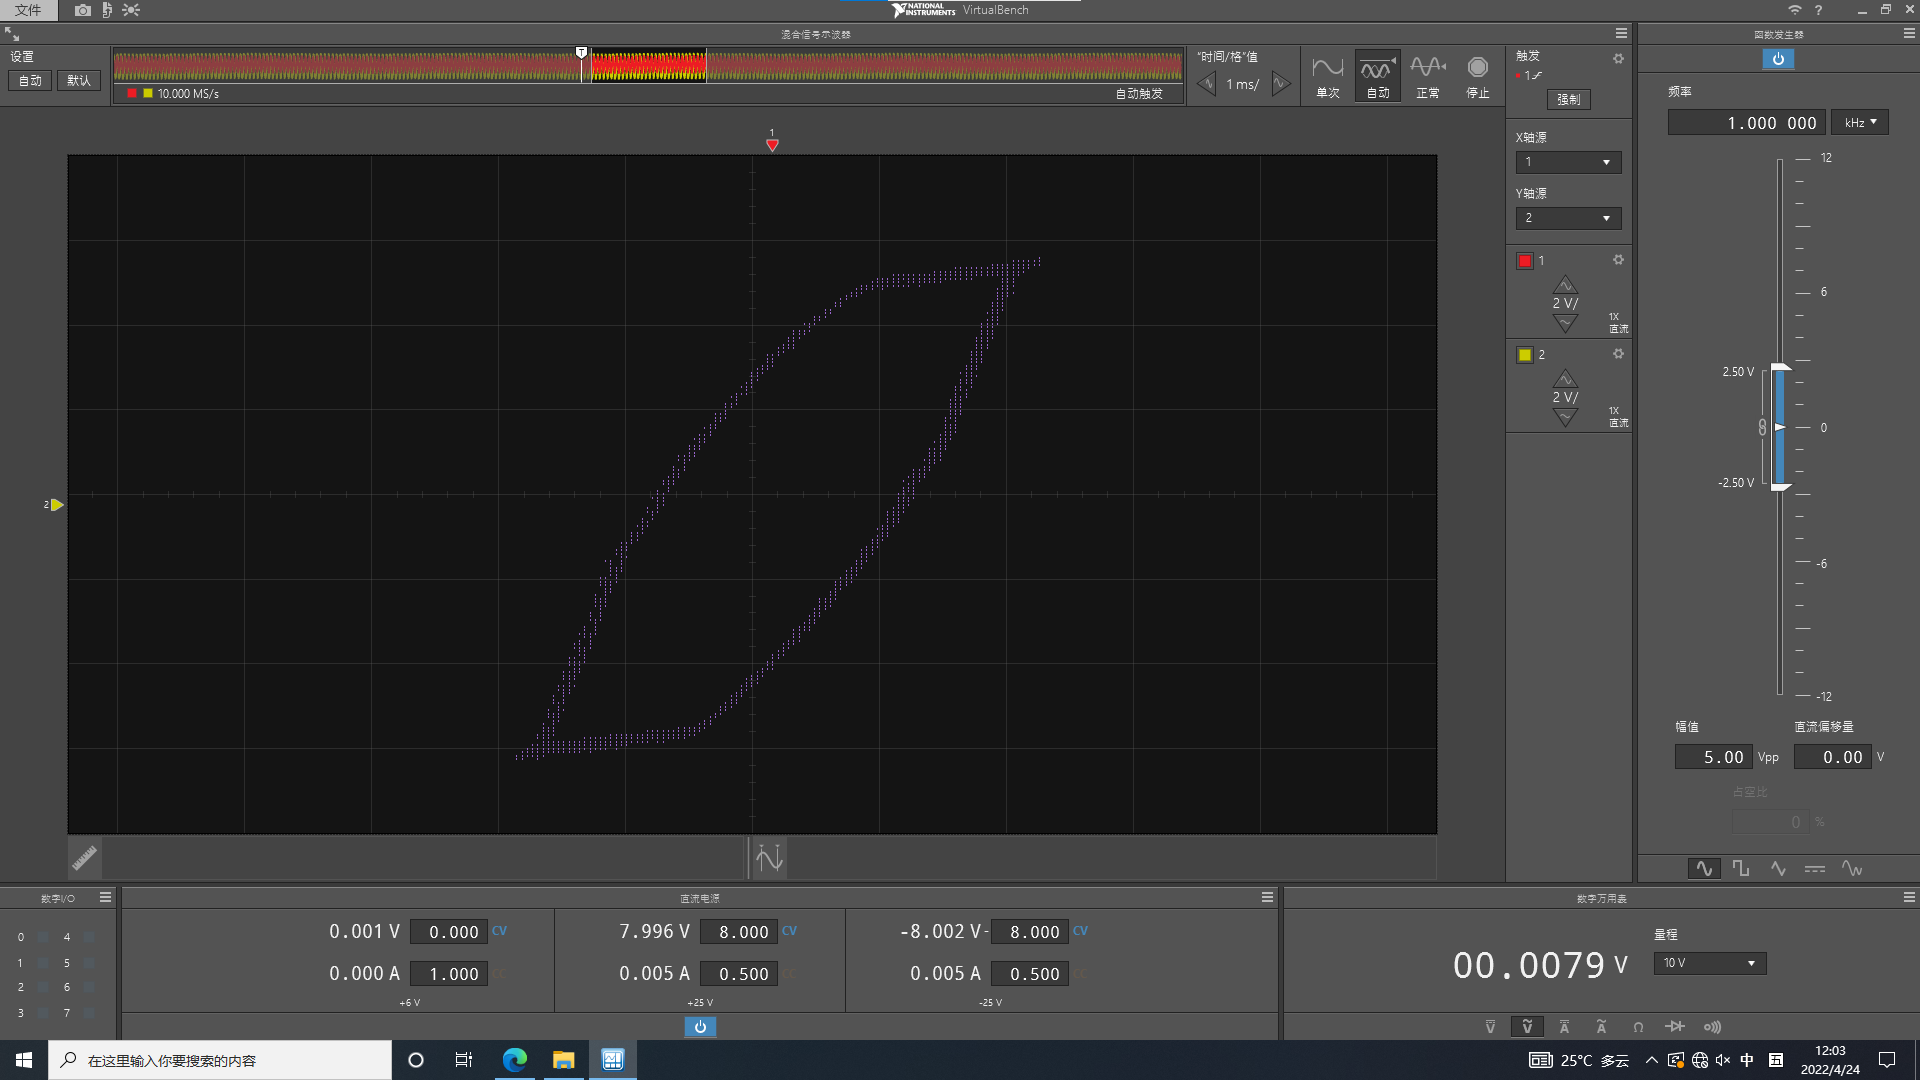 文件
NATIONAL INSTRUMENTS VirtualBench
混合信号示波器
函数发生器
设置
自动 默认
10.000 MS/s
自动触发
"时间/格"值
1 ms/
单次 自动 正常 停止
触发
1
强制
X轴源
1
Y轴源
2
1
2 V/
1X
直流
2
2 V/
1X
直流
1
2
频率
1.000 000 kHz
12
6
2.50 V
0
-2.50 V
-6
-12
幅值 直流偏移量
5.00 Vpp 0.00 V
占空比
0 %
数字I/O
0 4
1 5
2 6
3 7
直流电源
0.001 V 0.000 CV
0.000 A 1.000 CC
+6 V
7.996 V 8.000 CV
0.005 A 0.500 CC
+25 V
-8.002 V - 8.000 CV
0.005 A 0.500 CC
-25 V
数字万用表
00.0079 V
量程
10 V
V V A A Ω
在这里输入你要搜索的内容
25°C 多云
中
12:03
2022/4/24